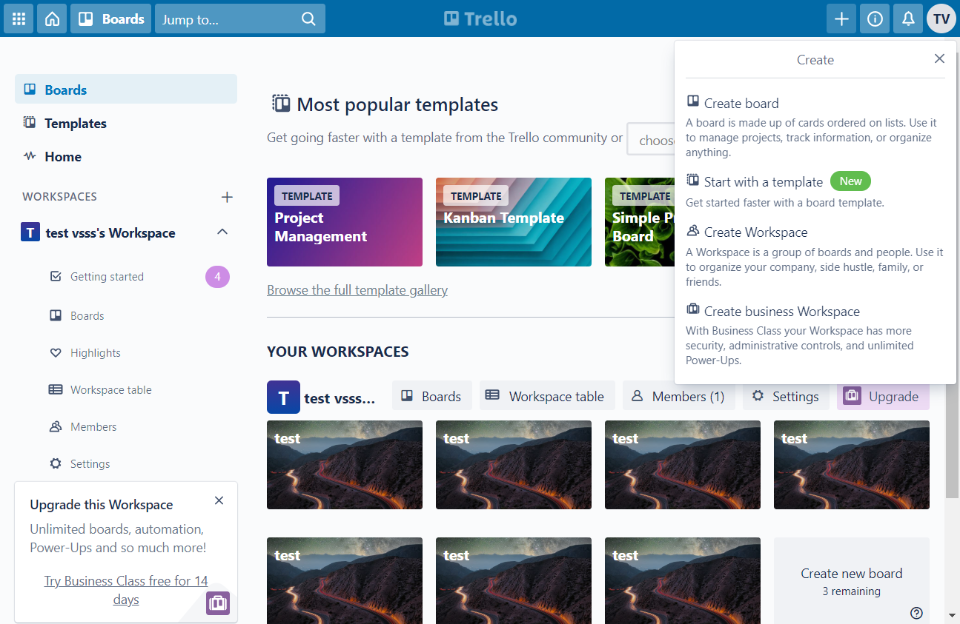 Boards
Jump to...
Trello
TV
Boards
Templates
Home
WORKSPACES
T
test vsss's Workspace
Getting started
4
Boards
Highlights
Workspace table
Members
Settings
Upgrade this Workspace
Unlimited boards, automation,
Power-Ups and so much more!
Try Business Class free for 14
days
Most popular templates
Get going faster with a template from the Trello community or
TEMPLATE
Project
Management
TEMPLATE
Kanban Template
TEMPLATE
Simple
Board
Browse the full template gallery
YOUR WORKSPACES
T
test vsss...
Boards
Workspace table
Members (1)
Settings
Upgrade
test
test
test
test
test
test
test
Create new board
3 remaining
Create
Create board
A board is made up of cards ordered on lists. Use it
to manage projects, track information, or organize
anything.
Start with a template
New
Get started faster with a board template.
Create Workspace
A Workspace is a group of boards and people. Use it
to organize your company, side hustle, family, or
friends.
Create business Workspace
With Business Class your Workspace has more
security, administrative controls, and unlimited
Power-Ups.